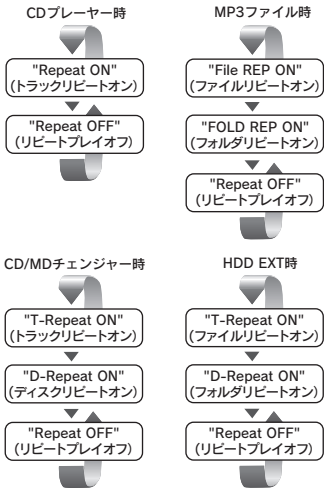 CDプレーヤー時
"Repeat ON"
(トラックリピートオン)
"Repeat OFF"
(リピートプレイオフ)
MP3ファイル時
"File REP ON"
(ファイルリピートオン)
"FOLD REP ON"
(フォルダリピートオン)
"Repeat OFF"
(リピートプレイオフ)
CD/MDチェンジャー時
"T-Repeat ON"
(トラックリピートオン)
"D-Repeat ON"
(ディスクリピートオン)
"Repeat OFF"
(リピートプレイオフ)
HDD EXT時
"T-Repeat ON"
(ファイルリピートオン)
"D-Repeat ON"
(フォルダリピートオン)
"Repeat OFF"
(リピートプレイオフ)